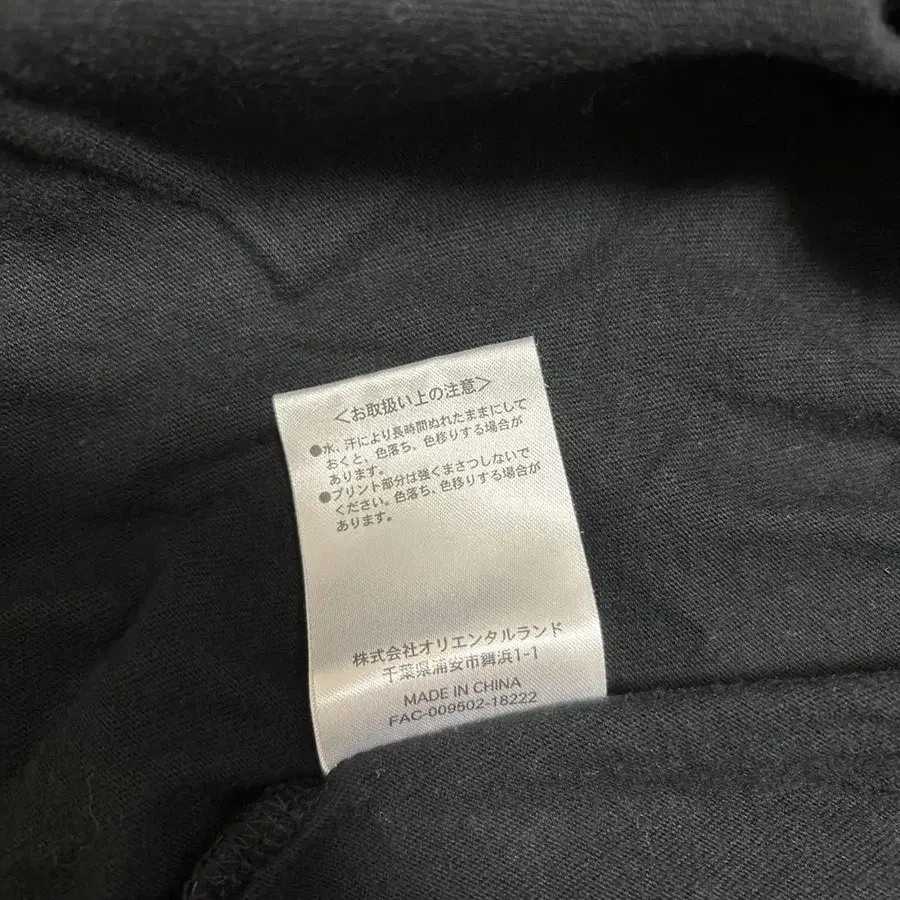 <お取扱い上の注意>
●水、汗により長時間ぬれたままにして
おくと、色落ち、色移りする場合が
あります。
●プリント部分は強くまさつしないで
ください。色落ち、色移りする場合が
あります。
株式会社オリエンタルランド
千葉県浦安市舞浜1-1
MADE IN CHINA
FAC-009502-18222